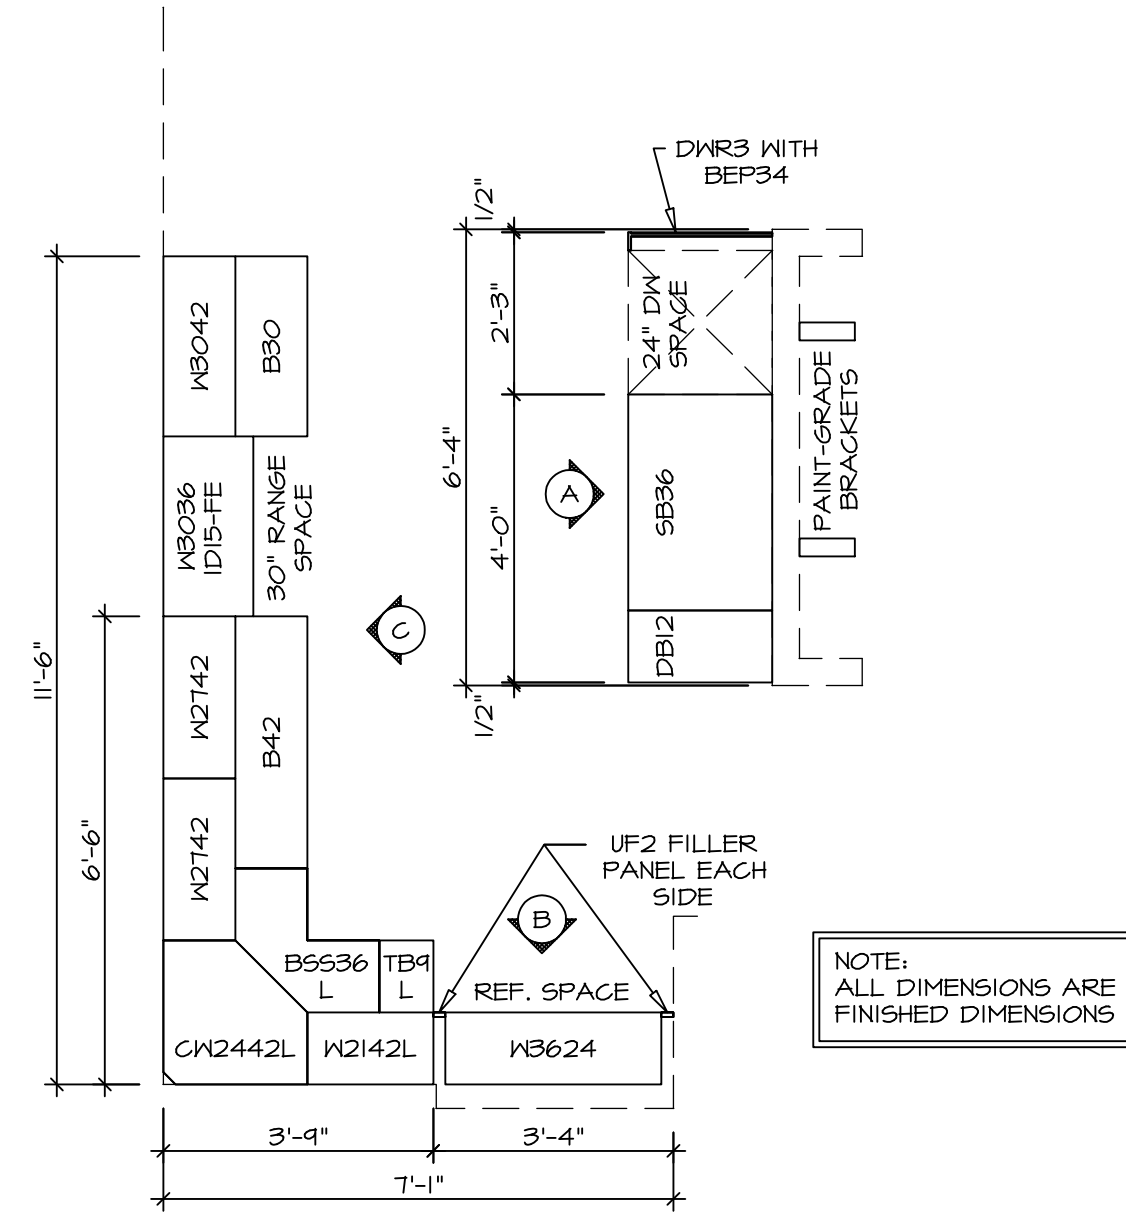 DWR3 WITH
BEP34
1/2"
2'-3"
6'-4"
4'-0"
1/2"
24" DW
SPACE
SB36
DB12
A
PAINT-GRADE
BRACKETS
W3042
B30
W3036
1D15-FE
30" RANGE
SPACE
C
11'-6"
6'-6"
W2742
B42
W2742
BSS36
L
TB9
L
CW2442L
W2142L
UF2 FILLER
PANEL EACH
SIDE
B
REF. SPACE
W3624
3'-9"
3'-4"
7'-1"
NOTE:
ALL DIMENSIONS ARE
FINISHED DIMENSIONS